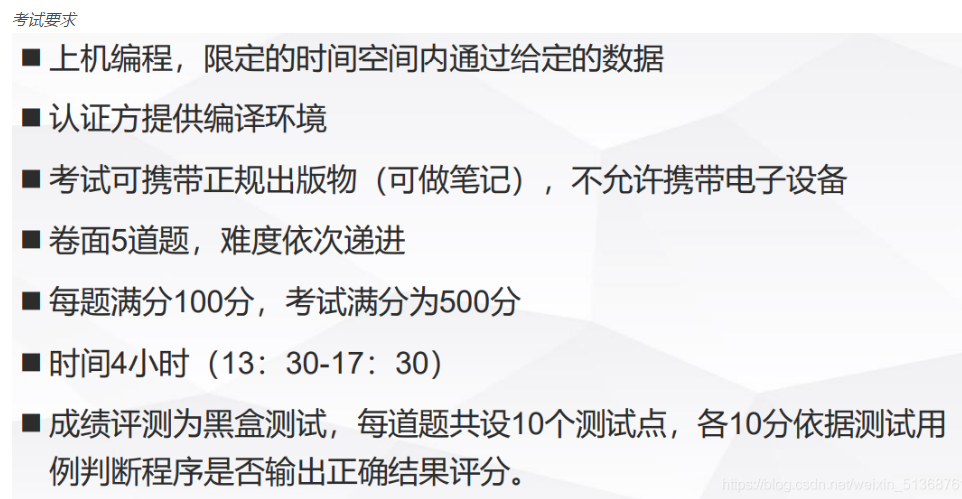 考试要求
■ 上机编程，限定的时间空间内通过给定的数据
■ 认证方提供编译环境
■ 考试可携带正规出版物（可做笔记），不允许携带电子设备
■ 卷面5道题，难度依次递进
■ 每题满分100分，考试满分为500分
■ 时间4小时（13：30-17：30）
■ 成绩评测为黑盒测试，每道题共设10个测试点，各10分依据测试用
例判断程序是否输出正确结果评分。
https://blog.csdn.net/weixin_5136876